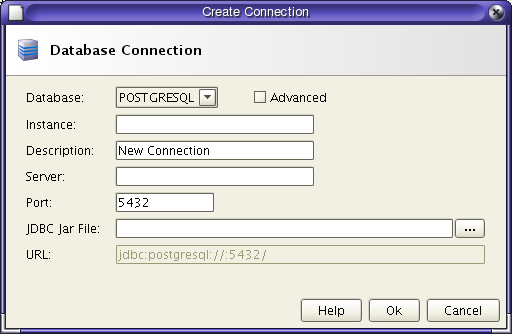 Create Connection
Database Connection
Database: POSTGRESQL Advanced
Instance:
Description: New Connection
Server:
Port: 5432
JDBC Jar File: ...
URL: jdbc:postgresql://:5432/
Help Ok Cancel